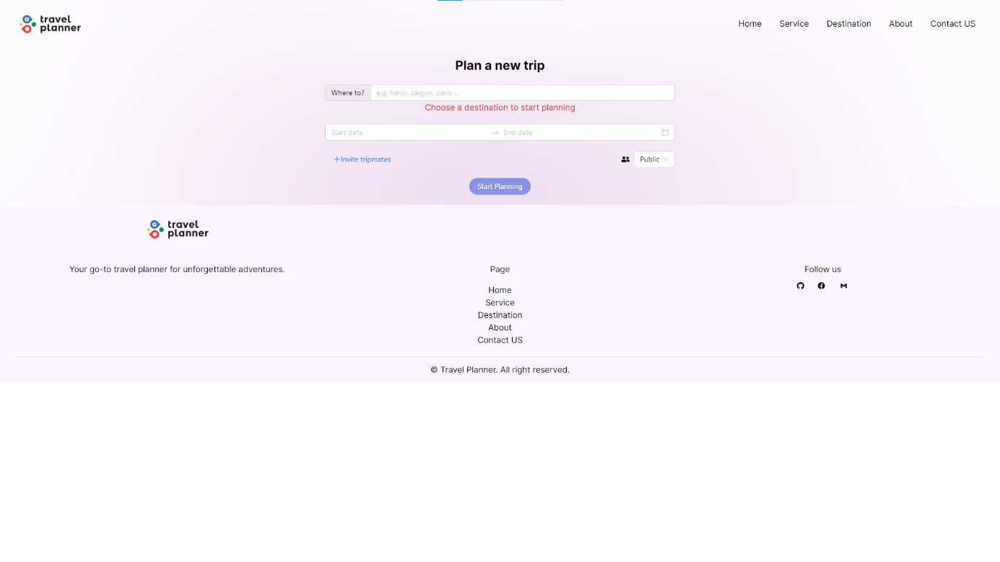 travel
planner
Home Service Destination About Contact US
Plan a new trip
Where to? e.g: hanoi, saigon, paris, ...
Choose a destination to start planning
Start date → End date
+Invite tripmates Public
Start Planning
travel
planner
Your go-to travel planner for unforgettable adventures.
Page
Home
Service
Destination
About
Contact US
Follow us
© Travel Planner. All right reserved.